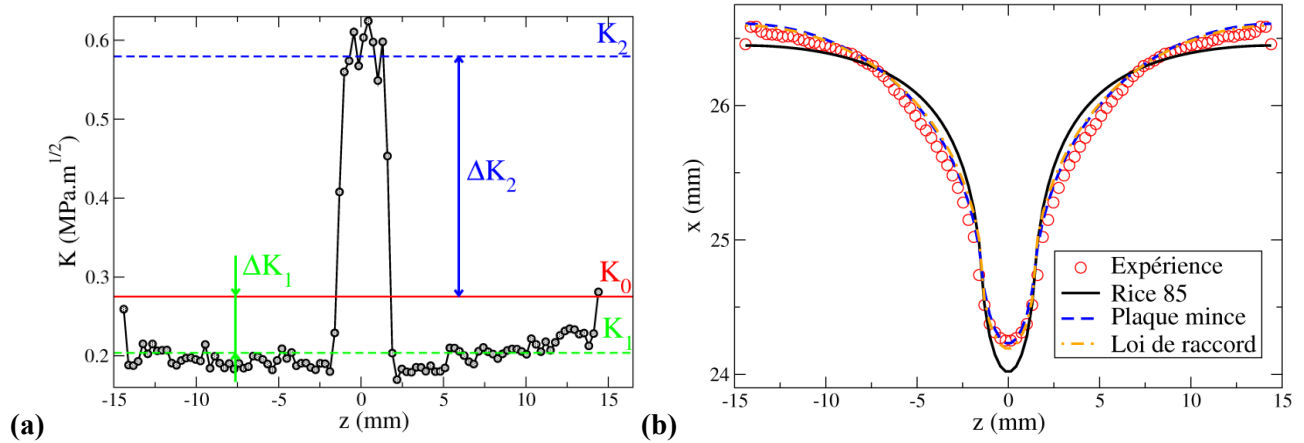 0.6
0.5
0.4
0.3
0.2
K (MPa.m^1/2)
K₂
ΔK₂
ΔK₁
K₀
K₁
-15 -10 -5 0 5 10 15
z (mm)
(a)
26
25
24
x (mm)
Expérience
Rice 85
Plaque mince
Loi de raccord
-15 -10 -5 0 5 10 15
z (mm)
(b)